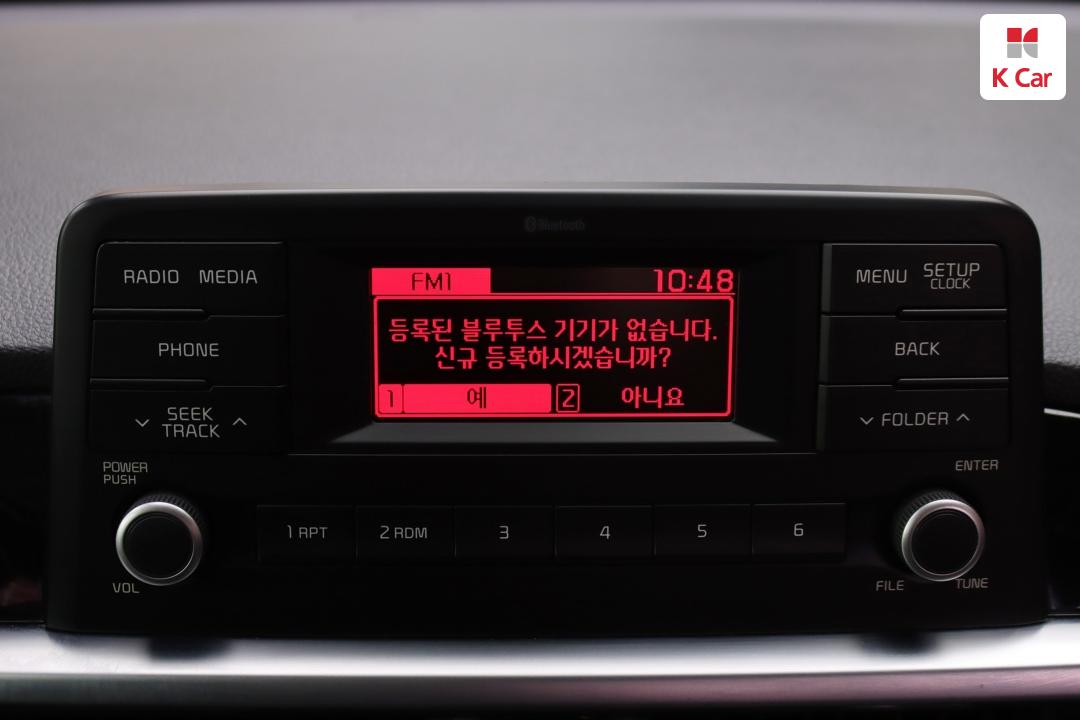 K Car
Bluetooth
RADIO MEDIA
FM1 10:48
MENU SETUP
CLOCK
등록된 블루투스 기기가 없습니다.
신규 등록하시겠습니까?
PHONE
BACK
1 예 2 아니요
SEEK
TRACK
FOLDER
POWER
PUSH
ENTER
1 RPT 2 RDM 3 4 5 6
VOL
FILE TUNE